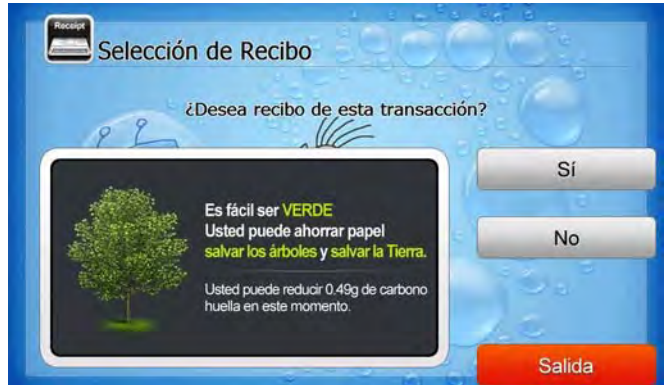 Receipt
Selección de Recibo
¿Desea recibo de esta transacción?
Es fácil ser VERDE
Usted puede ahorrar papel
salvar los árboles y salvar la Tierra.
Usted puede reducir 0.49g de carbono
huella en este momento.
Sí
No
Salida